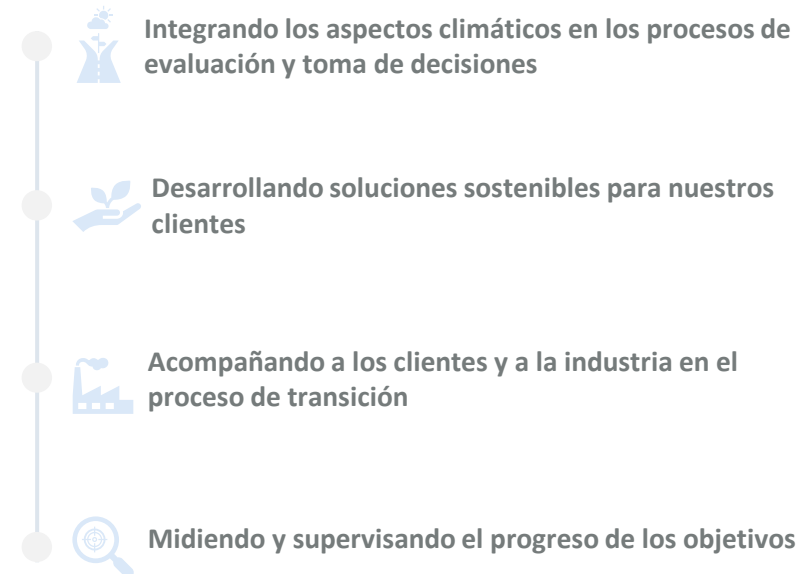 Integrando los aspectos climáticos en los procesos de
evaluación y toma de decisiones
Desarrollando soluciones sostenibles para nuestros
clientes
Acompañando a los clientes y a la industria en el
proceso de transición
Midiendo y supervisando el progreso de los objetivos